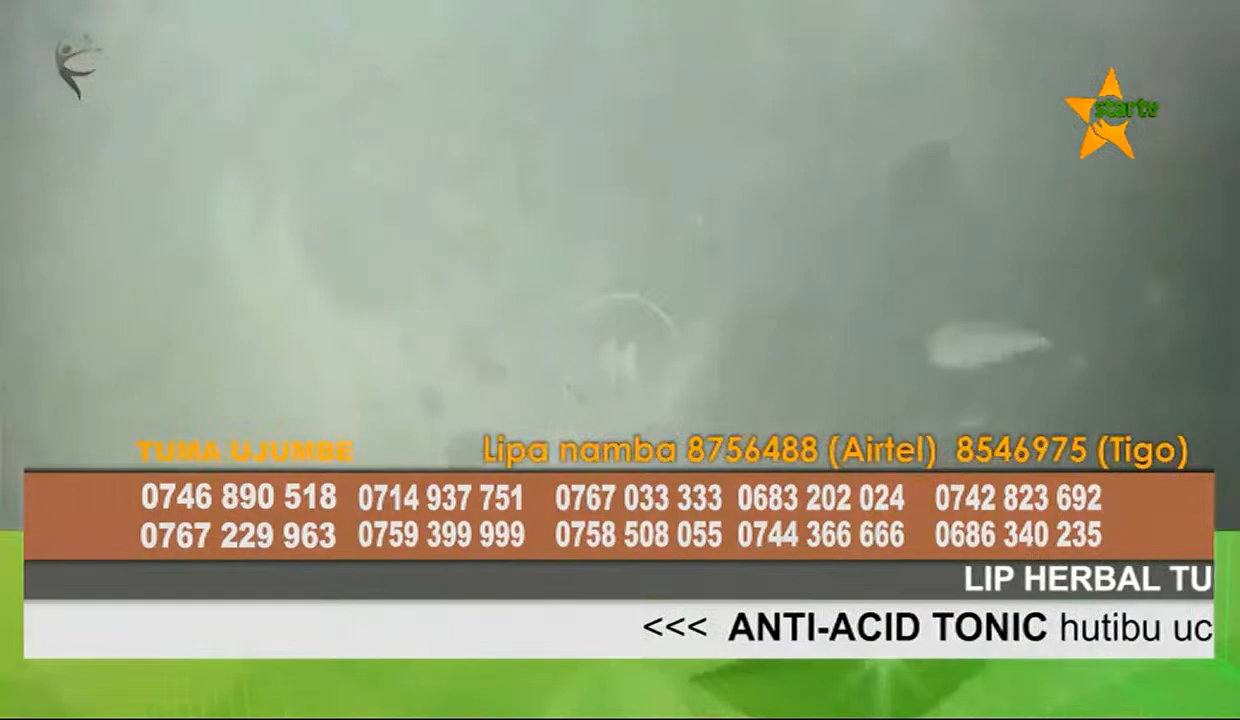 startv
TUMA UJUMBE
Lipa namba 8756488 (Airtel) 8546975 (Tigo)
0746 890 518 0714 937 751 0767 033 333 0683 202 024 0742 823 692
0767 229 963 0759 399 999 0758 508 055 0744 366 666 0686 340 235
LIP HERBAL TU
<<< ANTI-ACID TONIC hutibu uc